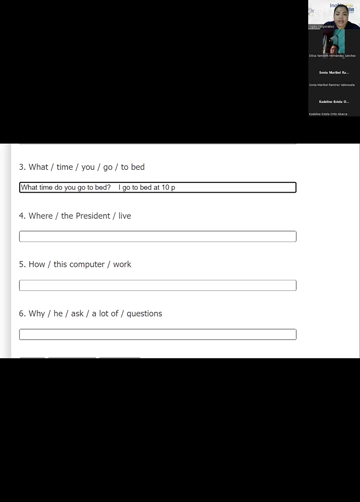 3. What / time / you / go / to bed
What time do you go to bed?    I go to bed at 10 p
4. Where / the President / live
5. How / this computer / work
6. Why / he / ask / a lot of / questions